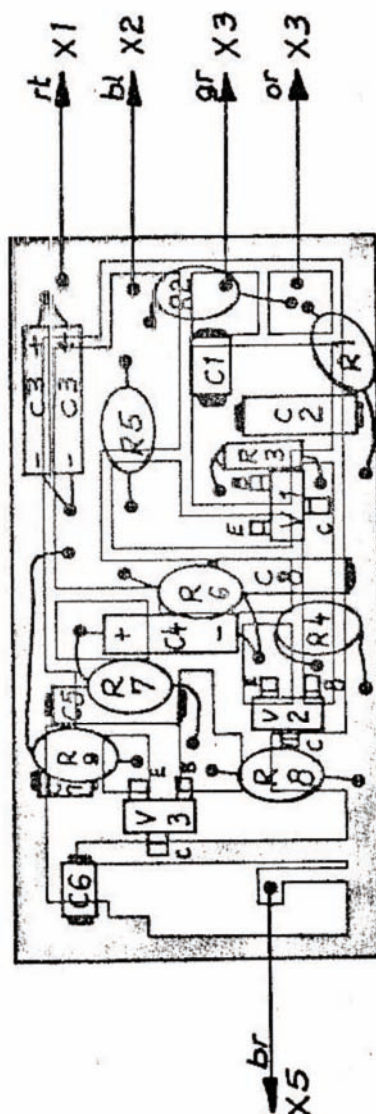 rt X1
bl X2
gr X3
or X3
+ C3 -
+ C3 -
R2
R5
C1
R1
C2
R3
B
E
V1
C
C8
R6
+ C4 -
R4
R7
E
B
V2
C
C5
R9
E
B
V3
C
R8
C6
br X5